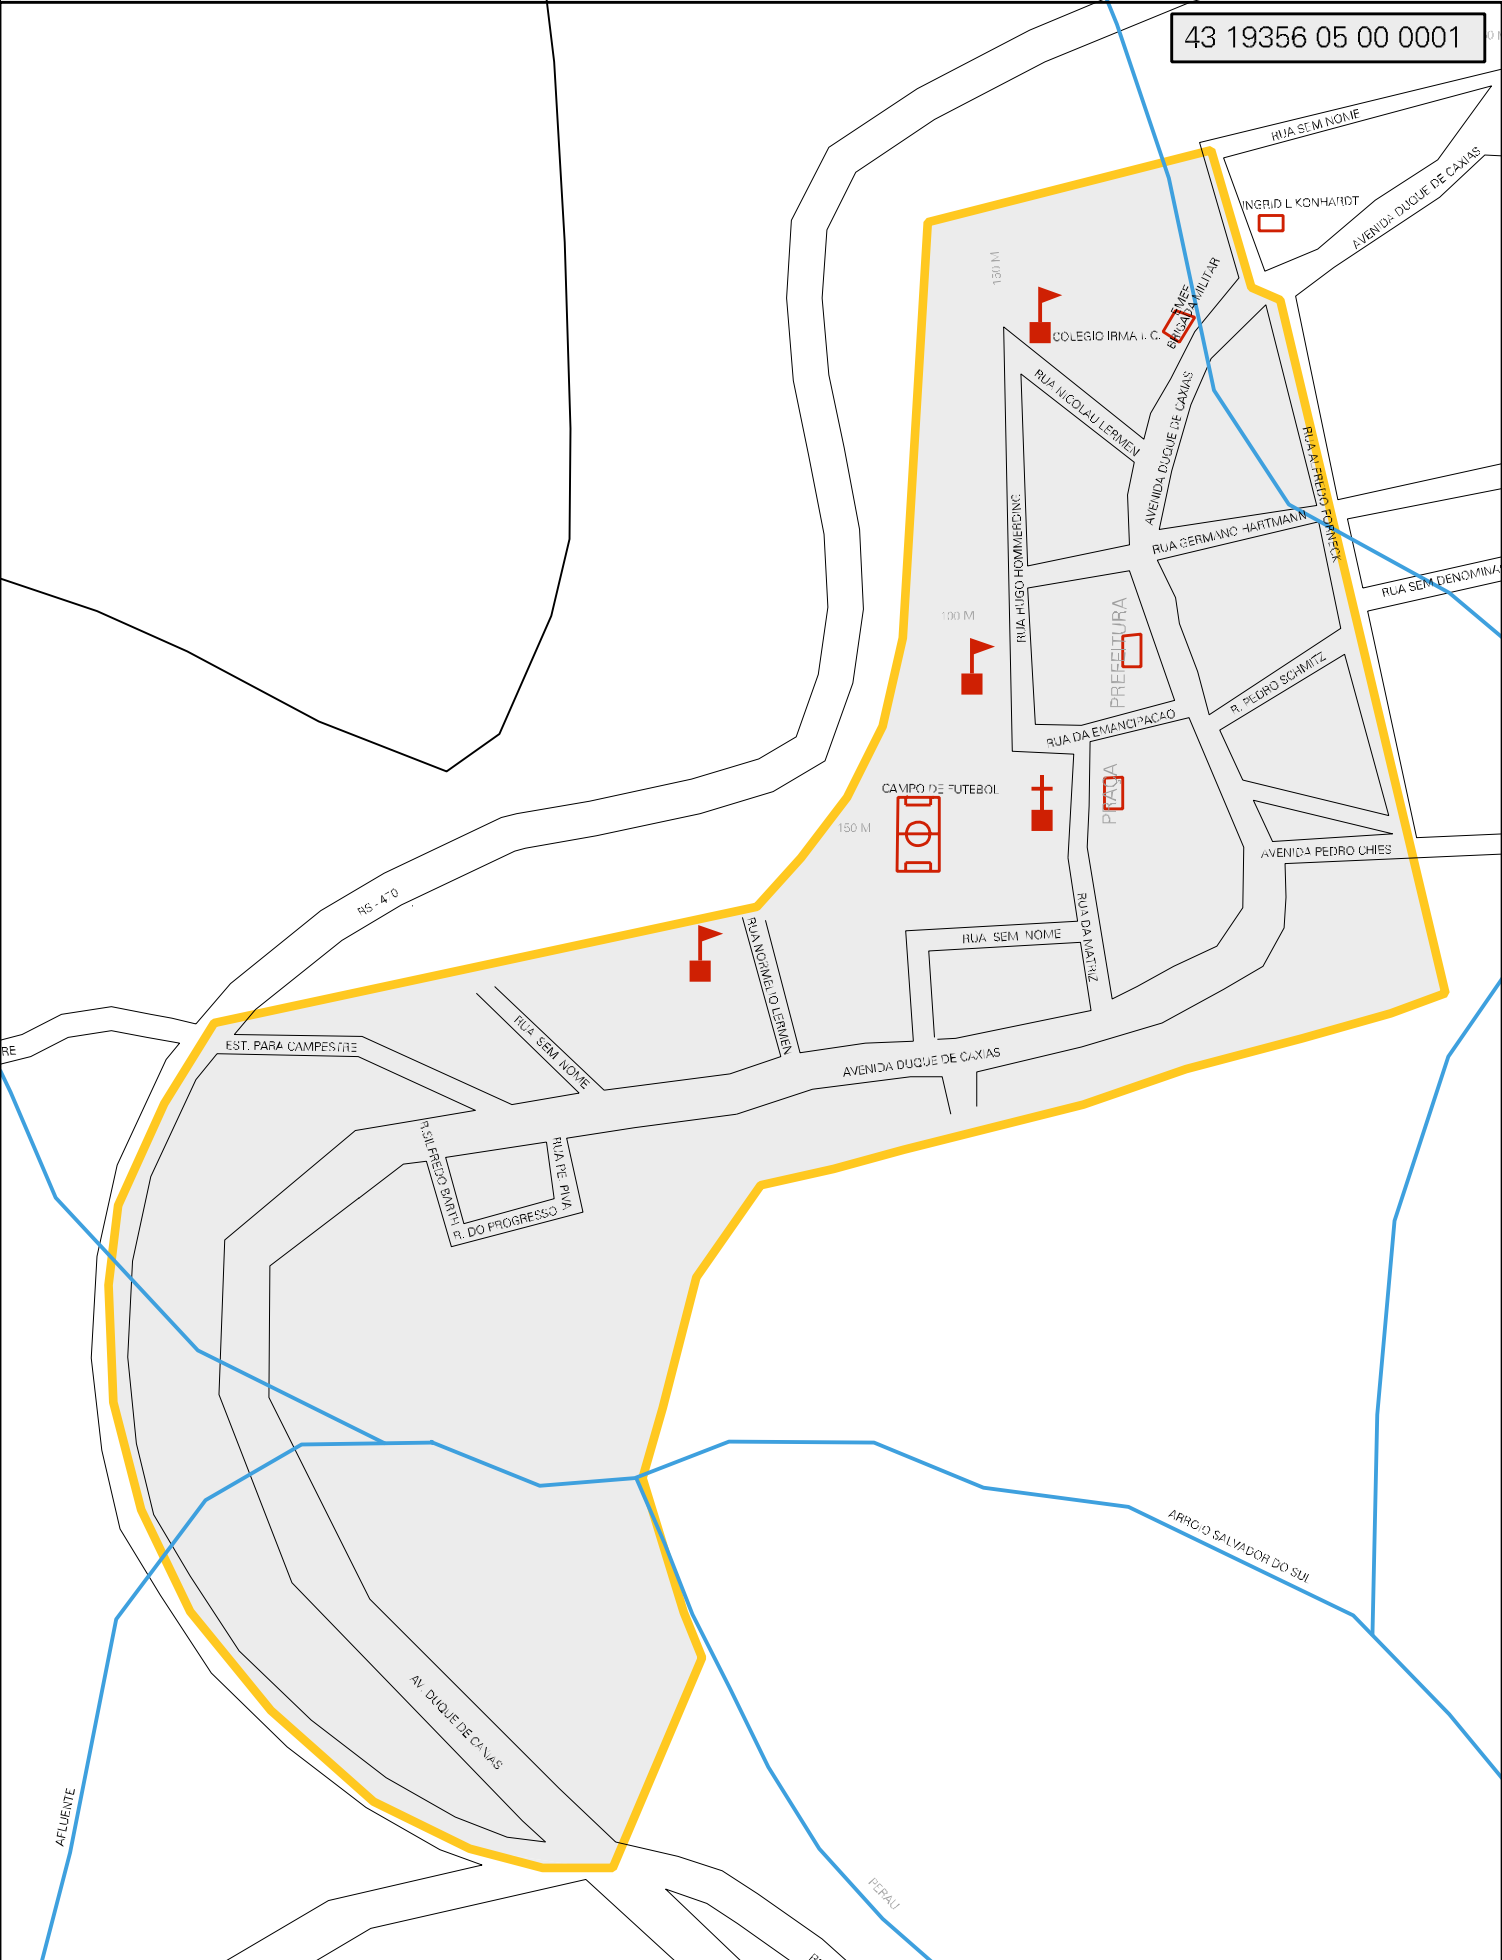 43 19356 05 00 0001
RUA SEM NOME
AVENIDA DUQUE DE CAXIAS
INGRID L KONHARDT
150 M
EMEF
BRIGADA MILITAR
COLEGIO IRMA I. C.
RUA NICOLAU LERMEN
AVENIDA DUQUE DE CAXIAS
RUA ALFREDO FORNECK
RUA HUGO HOMMERDING
RUA GERMANO HARTMANN
RUA SEM DENOMINA
100 M
PREFEITURA
R. PEDRO SCHMITZ
RUA DA EMANCIPACAO
CAMPO DE FUTEBOL
PRAÇA
150 M
AVENIDA PEDRO CHIES
RS - 470
RUA DA MATRIZ
RUA SEM NOME
RUA NORMELIO LERMEN
RE
EST. PARA CAMPESTRE
RUA SEM NOME
AVENIDA DUQUE DE CAXIAS
R.SILFREDO BARTH
RUA PE. PIVA
R. DO PROGRESSO
ARROIO SALVADOR DO SUL
AV. DUQUE DE CAXIAS
AFLUENTE
PERAU